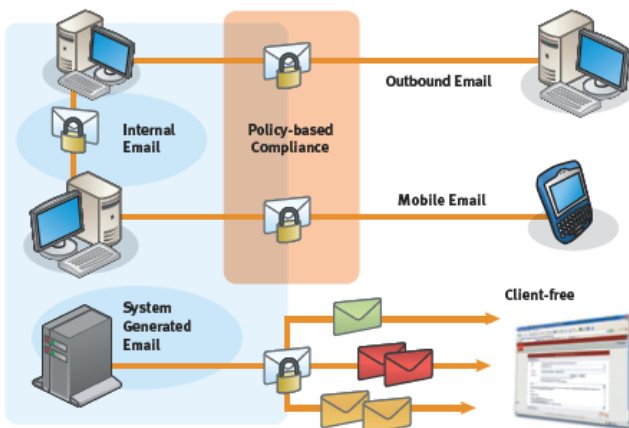 Outbound Email
Internal
Email
Policy-based
Compliance
Mobile Email
System
Generated
Email
Client-free